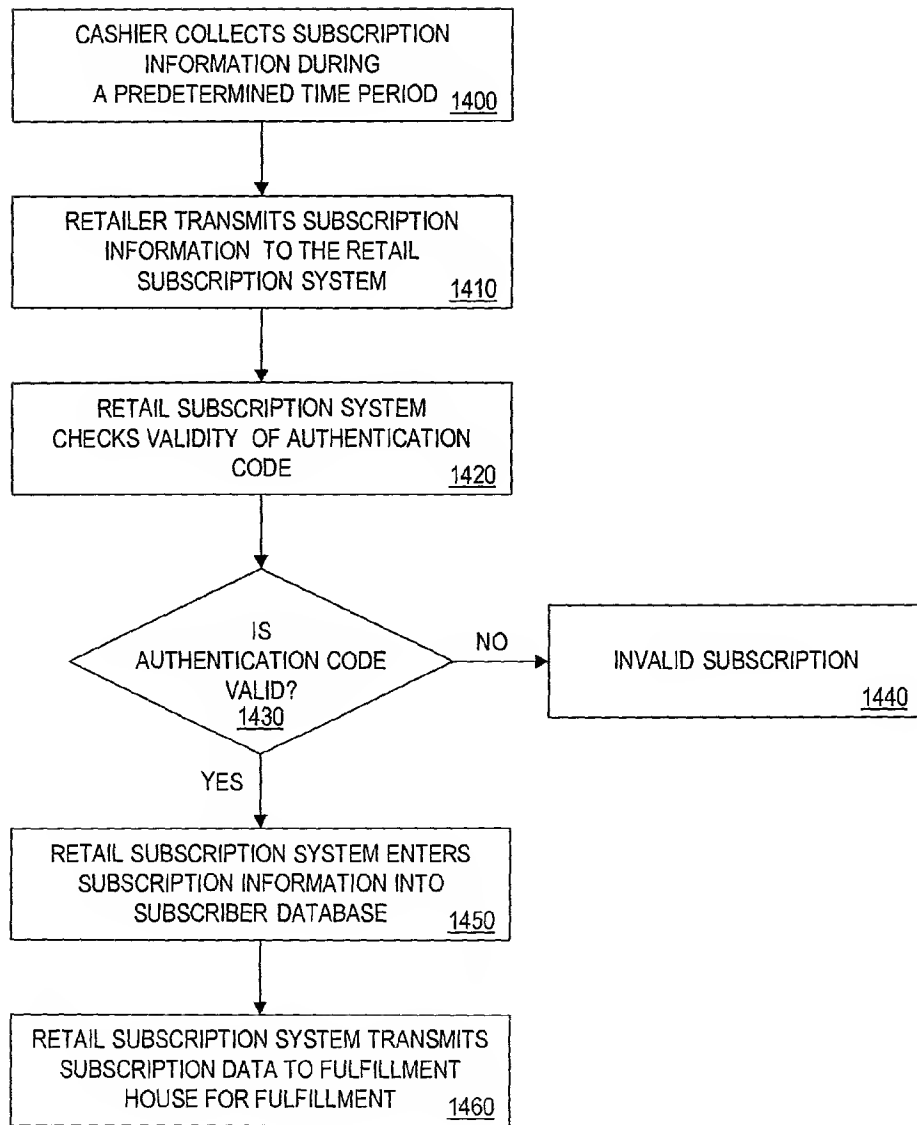 CASHIER COLLECTS SUBSCRIPTION
INFORMATION DURING
A PREDETERMINED TIME PERIOD
1400
RETAILER TRANSMITS SUBSCRIPTION
INFORMATION TO THE RETAIL
SUBSCRIPTION SYSTEM
1410
RETAIL SUBSCRIPTION SYSTEM
CHECKS VALIDITY OF AUTHENTICATION
CODE
1420
IS
AUTHENTICATION CODE
VALID?
1430
NO
INVALID SUBSCRIPTION
1440
YES
RETAIL SUBSCRIPTION SYSTEM ENTERS
SUBSCRIPTION INFORMATION INTO
SUBSCRIBER DATABASE
1450
RETAIL SUBSCRIPTION SYSTEM TRANSMITS
SUBSCRIPTION DATA TO FULFILLMENT
HOUSE FOR FULFILLMENT
1460